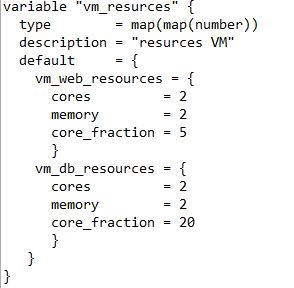 variable "vm_resurces" {
  type        = map(map(number))
  description = "resurces VM"
  default     = {
    vm_web_resources = {
      cores         = 2
      memory        = 2
      core_fraction = 5
      }
    vm_db_resources = {
      cores         = 2
      memory        = 2
      core_fraction = 20
      }
   }
}